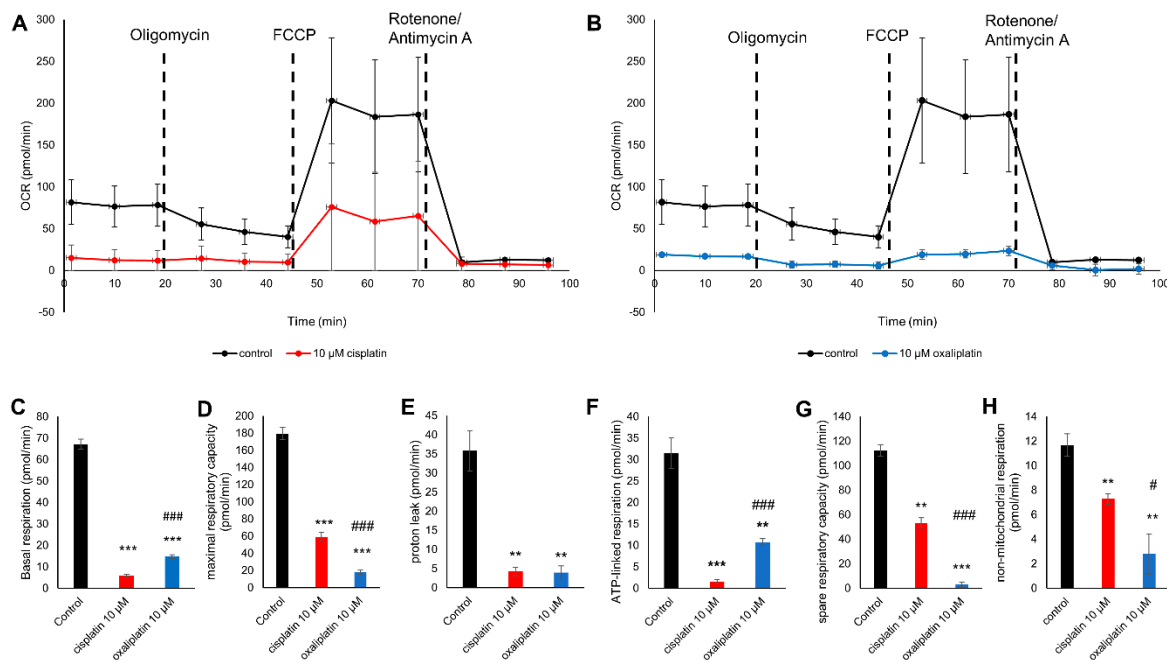 A
Oligomycin
FCCP
Rotenone/
Antimycin A
300
250
200
150
100
50
0
-50
OCR (pmol/min)
0 10 20 30 40 50 60 70 80 90 100
Time (min)
control
10 µM cisplatin
B
Oligomycin
FCCP
Rotenone/
Antimycin A
300
250
200
150
100
50
0
-50
OCR (pmol/min)
0 10 20 30 40 50 60 70 80 90 100
Time (min)
control
10 µM oxaliplatin
C
Basal respiration (pmol/min)
80
70
60
50
40
30
20
10
0
***
###
***
Control
cisplatin 10 µM
oxaliplatin 10 µM
D
maximal respiratory capacity
(pmol/min)
200
180
160
140
120
100
80
60
40
20
0
***
###
***
Control
cisplatin 10 µM
oxaliplatin 10 µM
E
proton leak (pmol/min)
45
40
35
30
25
20
15
10
5
0
**
**
Control
cisplatin 10 µM
oxaliplatin 10 µM
F
ATP-linked respiration (pmol/min)
40
35
30
25
20
15
10
5
0
***
###
**
Control
cisplatin 10 µM
oxaliplatin 10 µM
G
spare respiratory capacity (pmol/min)
140
120
100
80
60
40
20
0
**
###
***
Control
cisplatin 10 µM
oxaliplatin 10 µM
H
non-mitochondrial respiration
(pmol/min)
14
12
10
8
6
4
2
0
**
#
**
Control
cisplatin 10 µM
oxaliplatin 10 µM